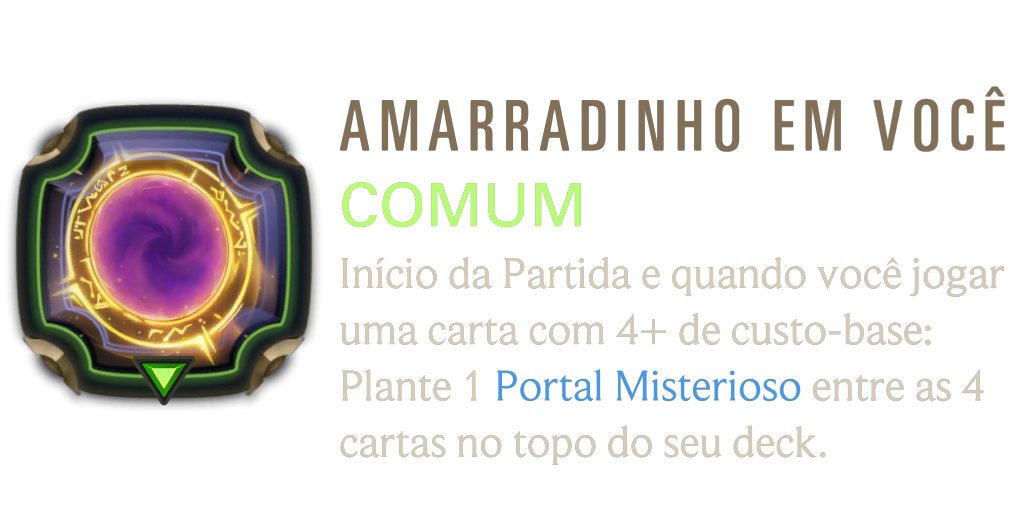 AMARRADINHO EM VOCÊ
COMUM
Início da Partida e quando você jogar
uma carta com 4+ de custo-base:
Plante 1 Portal Misterioso entre as 4
cartas no topo do seu deck.